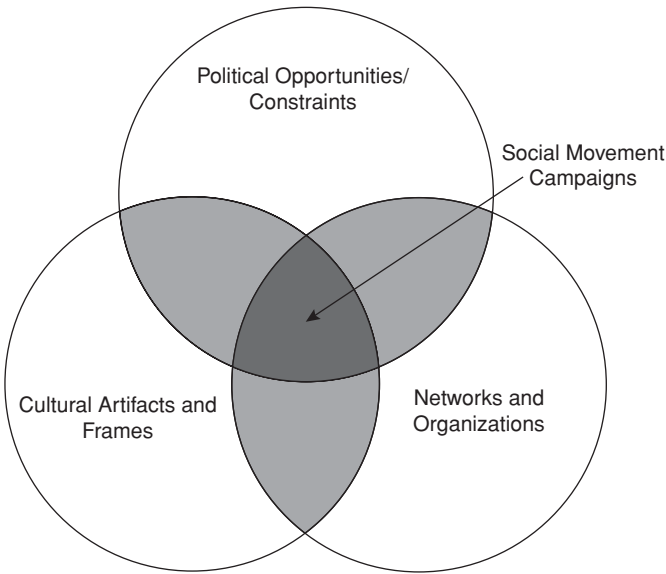 Political Opportunities/
Constraints
Social Movement
Campaigns
Cultural Artifacts and
Frames
Networks and
Organizations